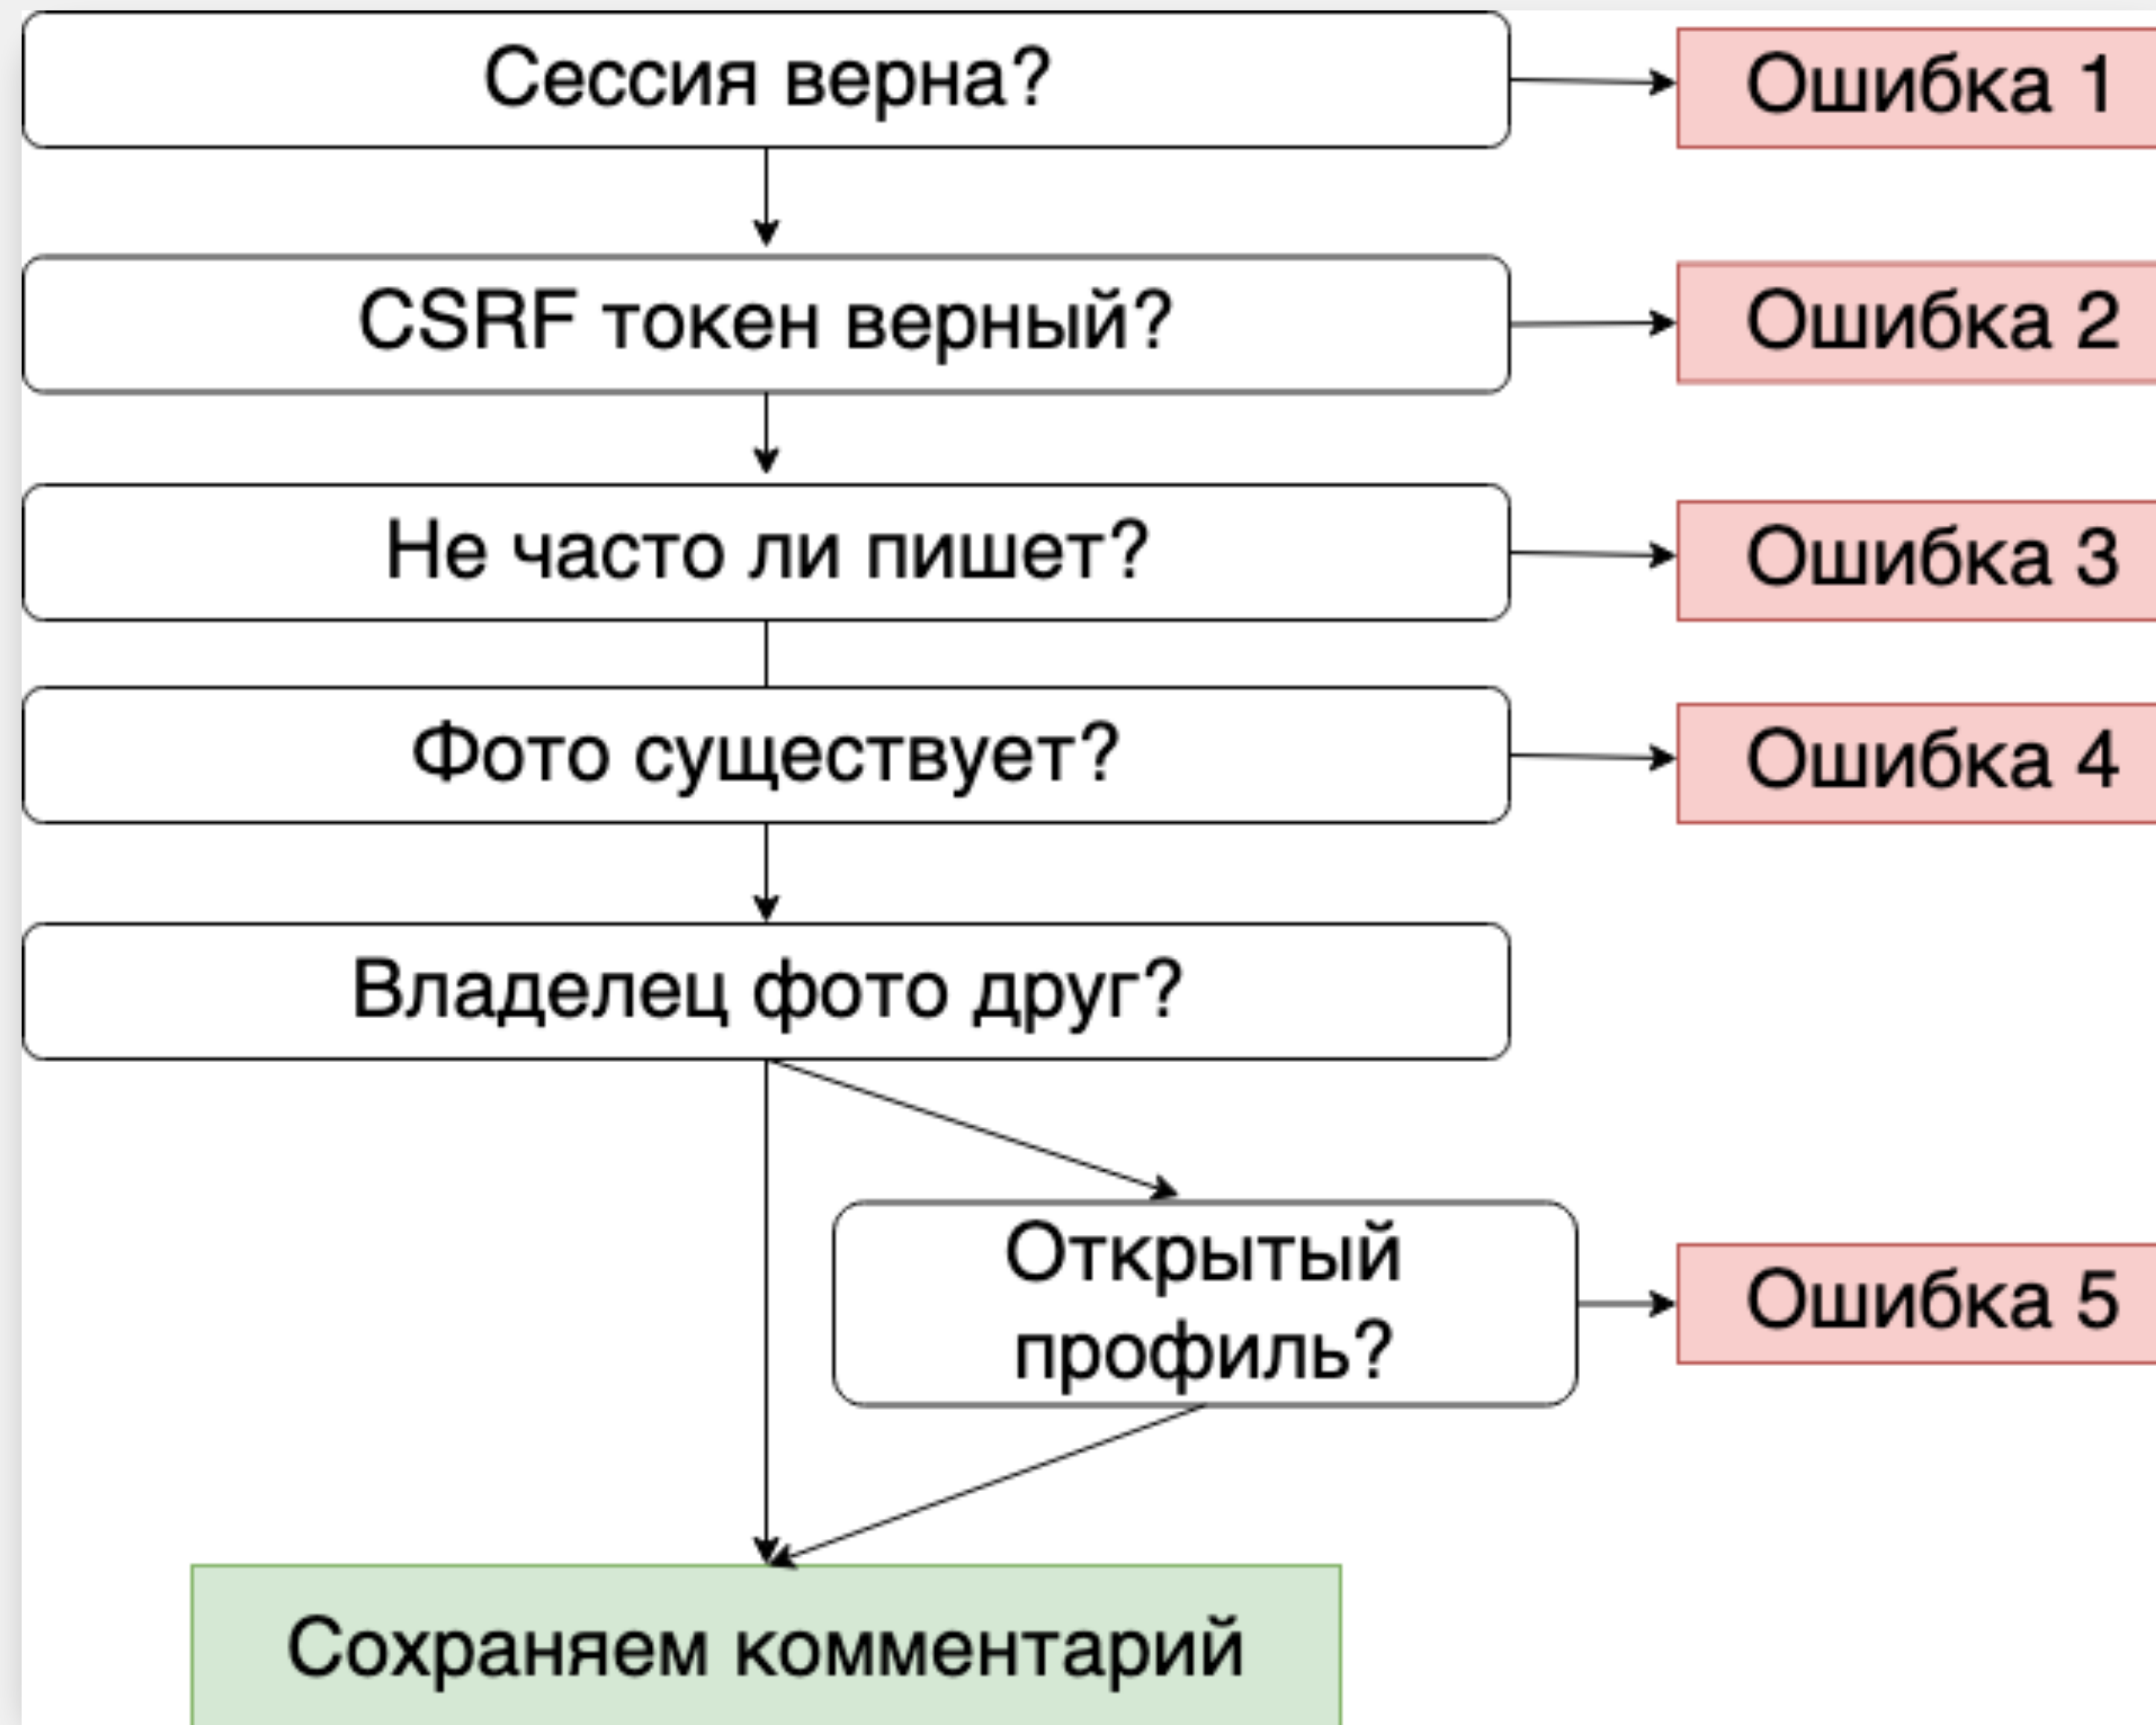 Сессия верна?
Ошибка 1
CSRF токен верный?
Ошибка 2
Не часто ли пишет?
Ошибка 3
Фото существует?
Ошибка 4
Владелец фото друг?
Открытый
профиль?
Ошибка 5
Сохраняем комментарий